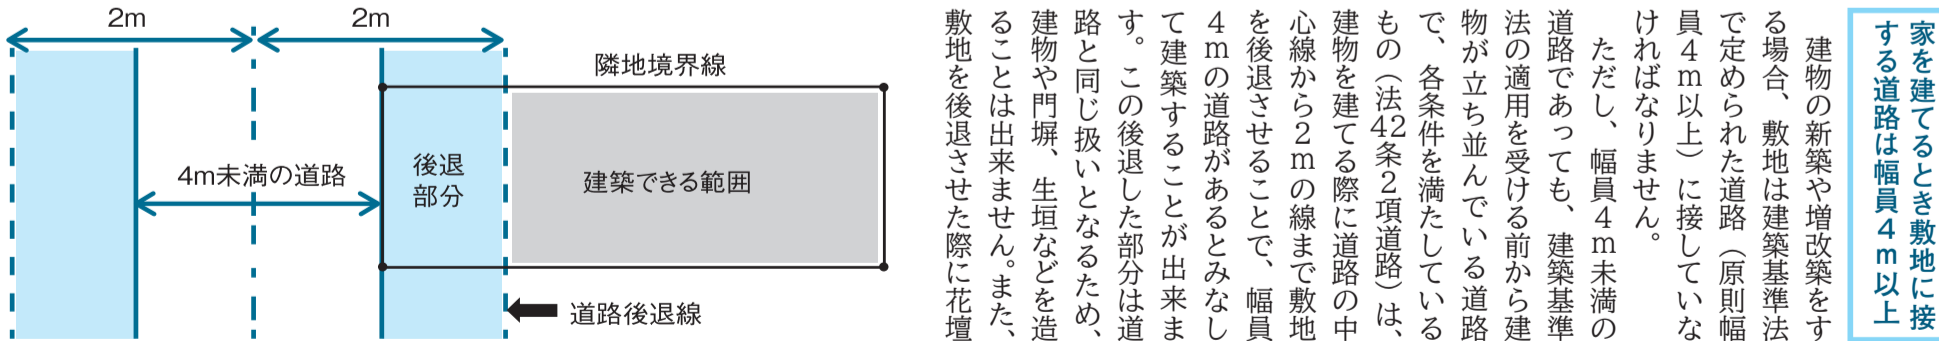 家を建てるとき敷地に接
する道路は幅員4m以上
建物の新築や増改築をす
る場合、敷地は建築基準法
で定められた道路（原則幅
員4m以上）に接していな
ければなりません。
ただし、幅員4m未満の
道路であっても、建築基準
法の適用を受ける前から建
物が立ち並んでいる道路
で、各条件を満たしている
もの（法42条2項道路）は、
建物を建てる際に道路の中
心線から2mの線まで敷地
を後退させることで、幅員
4mの道路があるとみなし
て建築することが出来ま
す。この後退した部分は道
路と同じ扱いとなるため、
建物や門塀、生垣などを造
ることは出来ません。また、
敷地を後退させた際に花壇
2m
2m
隣地境界線
4m未満の道路
後退
部分
建築できる範囲
道路後退線